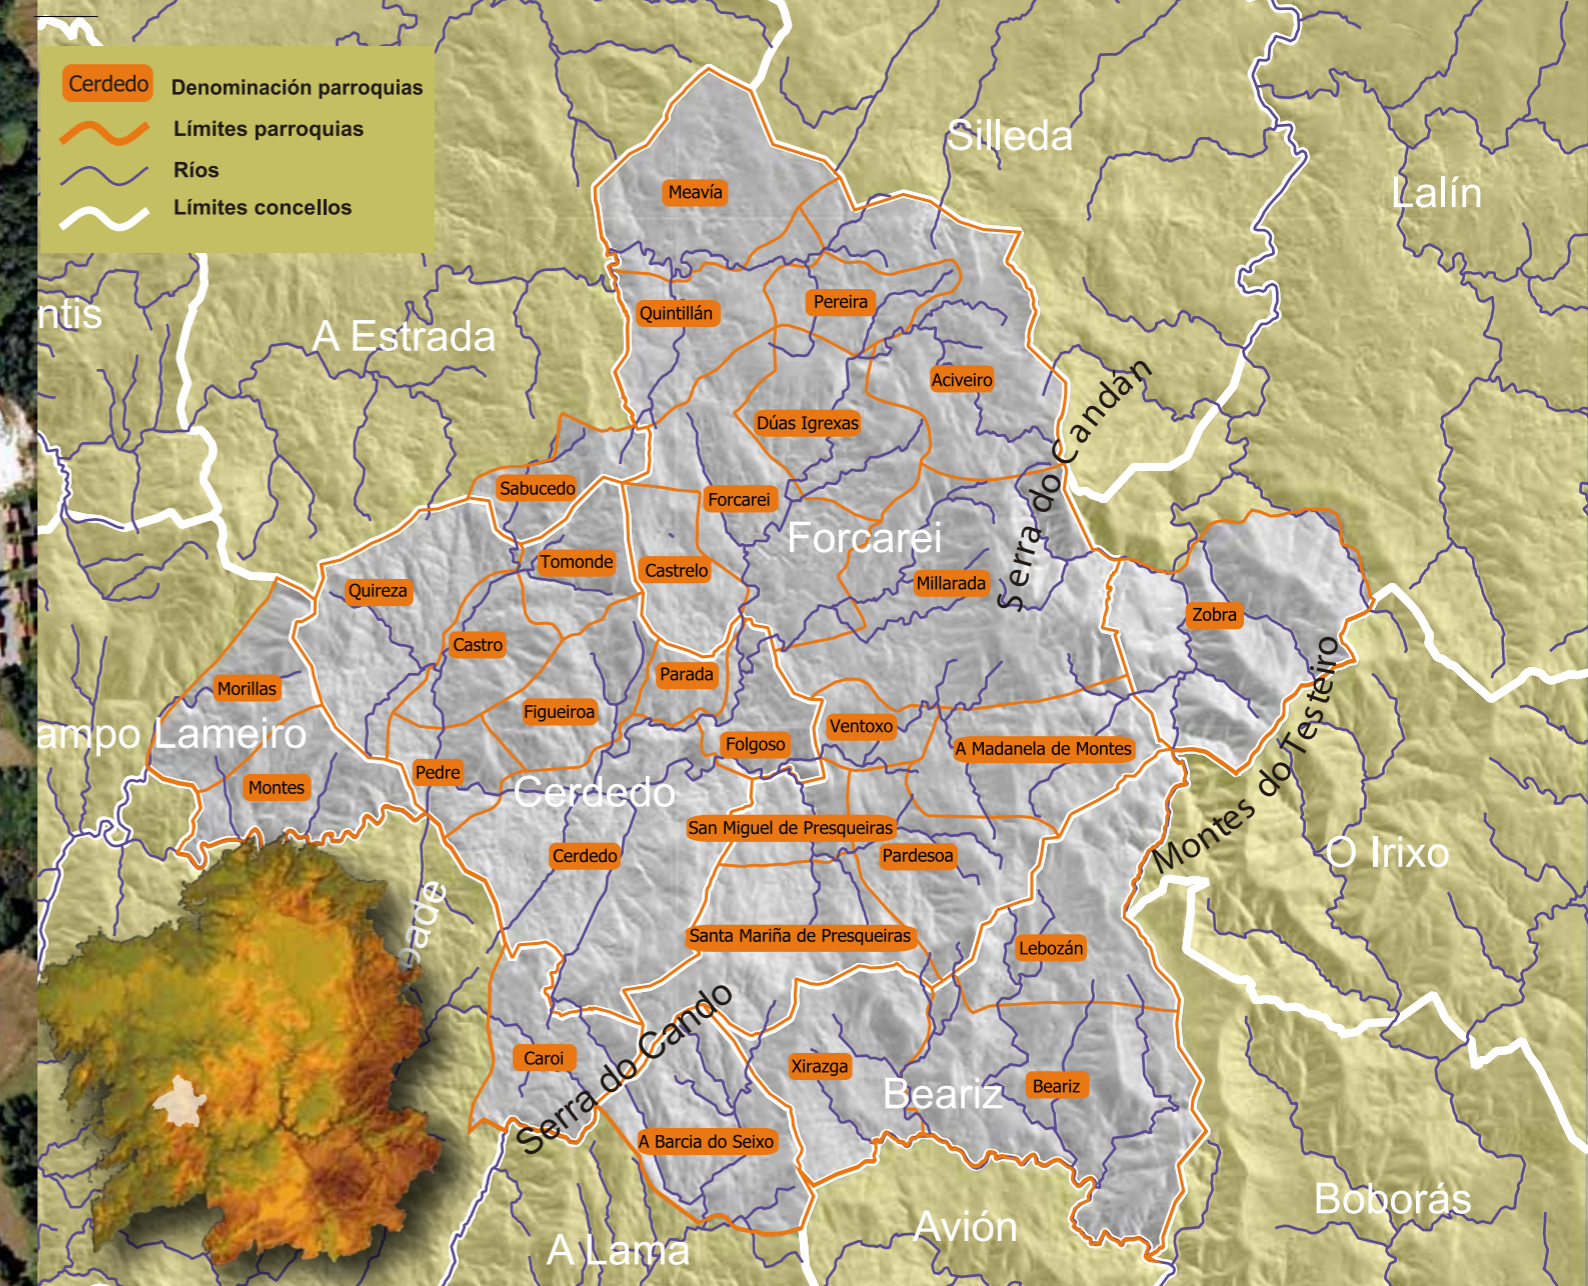 Cerdedo Denominación parroquias
Límites parroquias
Ríos
Límites concellos
Silleda
Lalín
Meavía
ntis
A Estrada
Quintillán
Pereira
Aciveiro
Dúas Igrexas
Serra do Candán
Sabucedo
Forcarei
Forcarei
Tomonde
Castrelo
Millarada
Quireza
Zobra
Castro
Parada
Morillas
Figueiroa
Ventoxo
ampo Lameiro
Folgoso
A Madanela de Montes
Montes do Testeiro
Pedre
Montes
Cerdedo
San Miguel de Presqueiras
Cerdedo
Pardesoa
O Irixo
Santa Mariña de Presqueiras
Lebozán
Serra do Cando
Caroi
Xirazga
Beariz
Beariz
A Barcia do Seixo
Boborás
Avión
A Lama